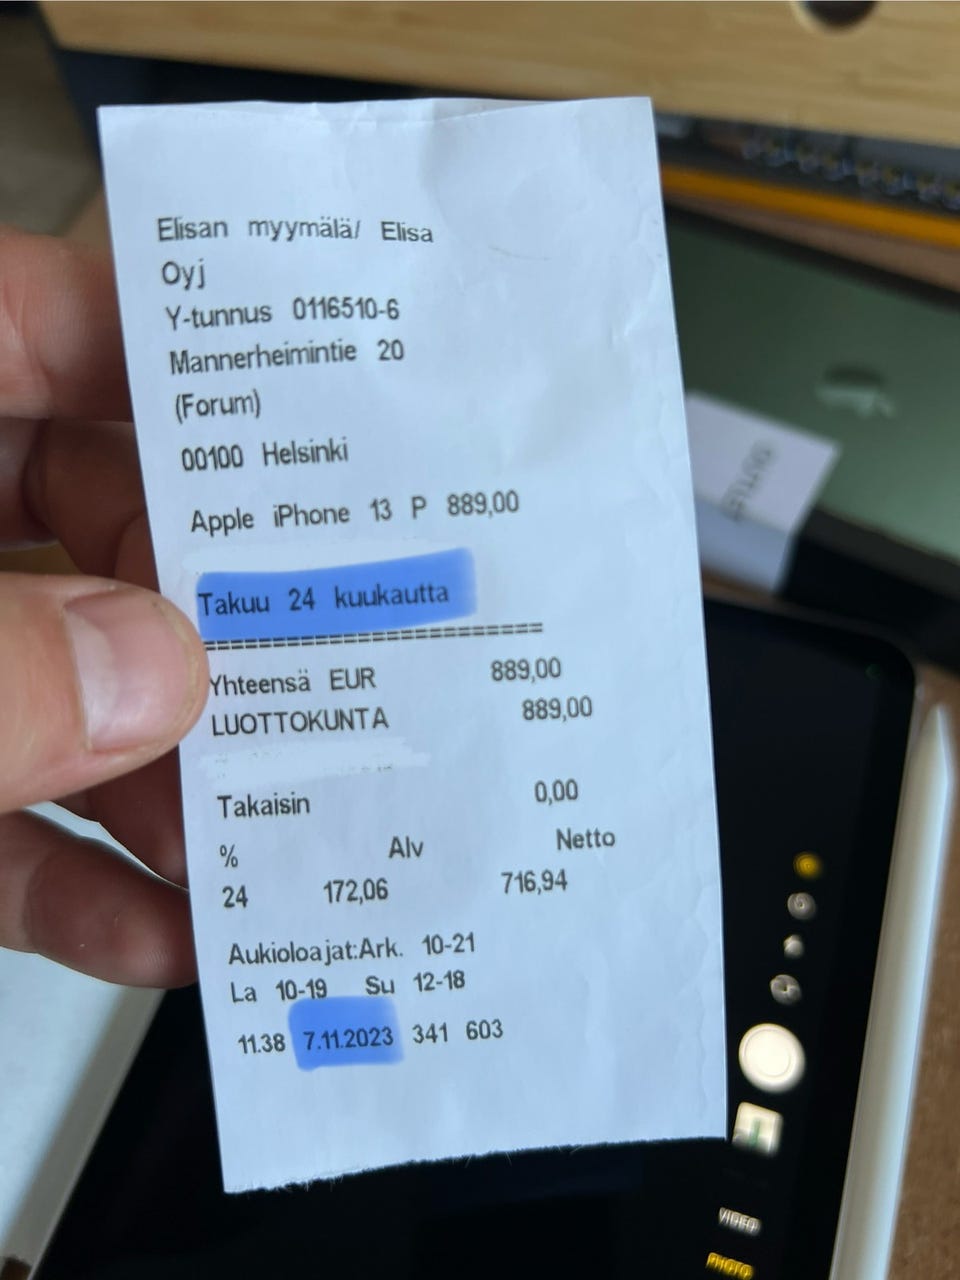 Elisan myymälä/ Elisa
Oyj
Y-tunnus 0116510-6
Mannerheimintie 20
(Forum)
00100 Helsinki
Apple iPhone 13 P 889,00
Takuu 24 kuukautta
==================================
Yhteensä EUR 889,00
LUOTTOKUNTA 889,00
Takaisin 0,00
% Alv Netto
24 172,06 716,94
Aukioloajat:Ark. 10-21
La 10-19 Su 12-18
11.38 7.11.2023 341 603
VIDEO
PHOTO